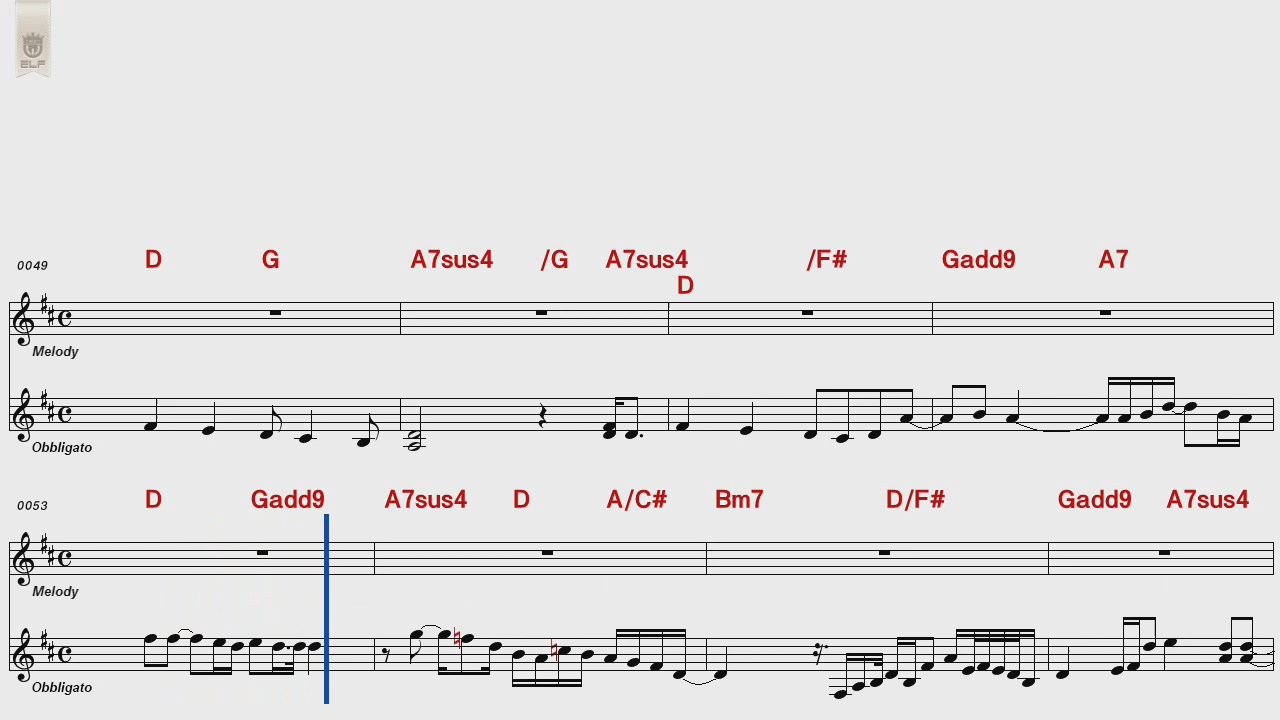 ELF
D G A7sus4 /G A7sus4 /F# Gadd9 A7
0049
D
Melody
Obbligato
D Gadd9 A7sus4 D A/C# Bm7 D/F# Gadd9 A7sus4
0053
Melody
Obbligato